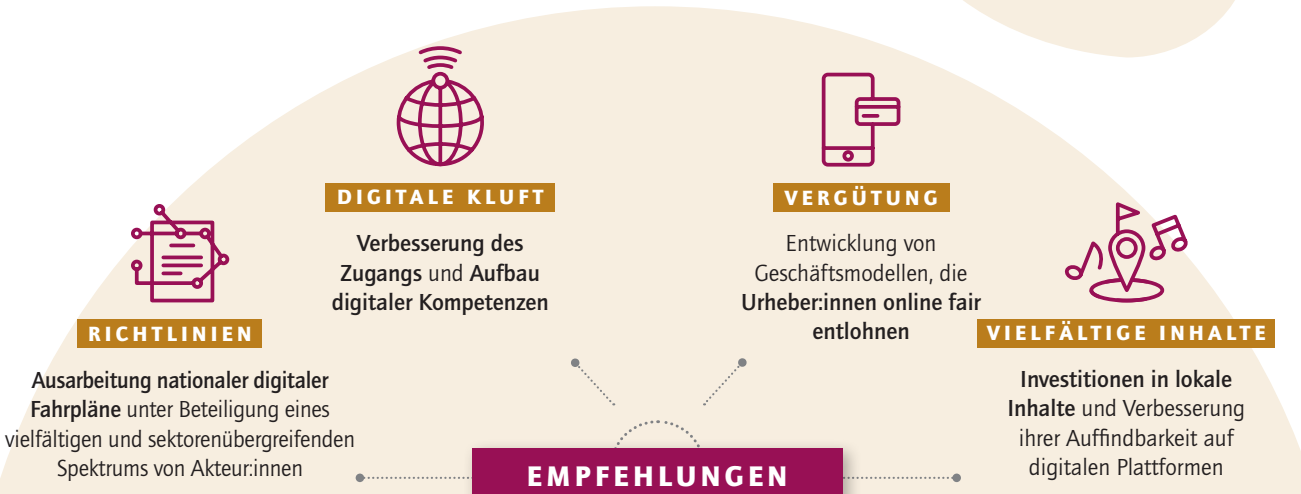 DIGITALE KLUFT
Verbesserung des
Zugangs und Aufbau
digitaler Kompetenzen
VERGÜTUNG
Entwicklung von
Geschäftsmodellen, die
Urheber:innen online fair
entlohnen
RICHTLINIEN
Ausarbeitung nationaler digitaler
Fahrpläne unter Beteiligung eines
vielfältigen und sektorenübergreifenden
Spektrums von Akteur:innen
VIELFÄLTIGE INHALTE
Investitionen in lokale
Inhalte und Verbesserung
ihrer Auffindbarkeit auf
digitalen Plattformen
EMPFEHLUNGEN